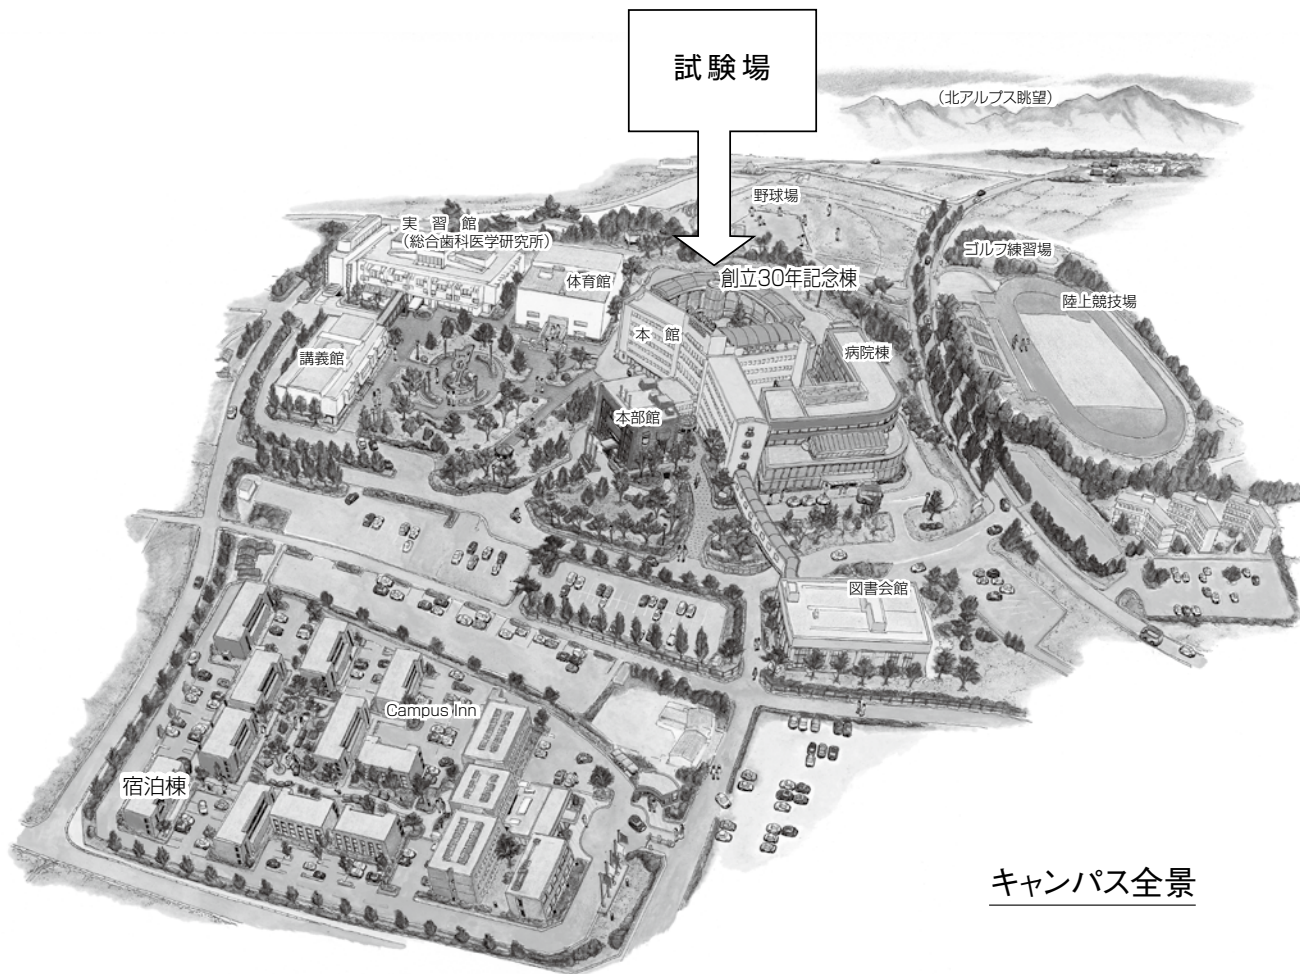 試験場
(北アルプス眺望)
野球場
実習館
(総合歯科医学研究所)
ゴルフ練習場
体育館
創立30年記念棟
陸上競技場
本館
講義館
病院棟
本部館
図書会館
Campus Inn
宿泊棟
キャンパス全景